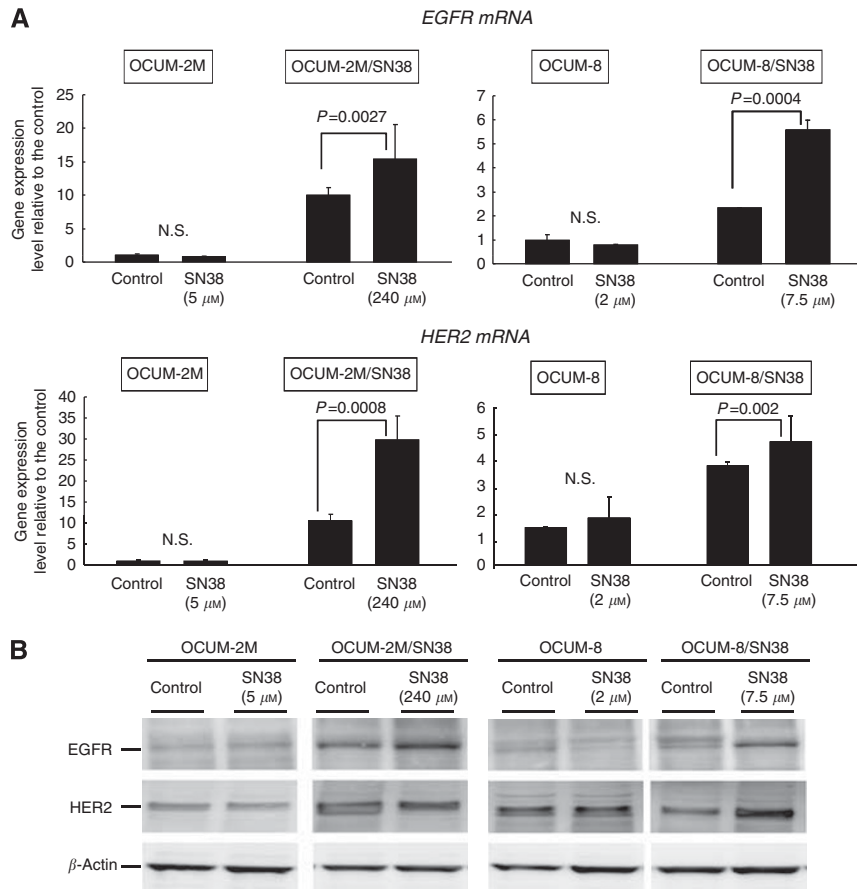 A
EGFR mRNA
OCUM-2M
OCUM-2M/SN38
OCUM-8
OCUM-8/SN38
Gene expression
level relative to the control
25
20
15
10
5
0
N.S.
P=0.0027
Control
SN38
(5 μM)
Control
SN38
(240 μM)
7
6
5
4
3
2
1
0
N.S.
P=0.0004
Control
SN38
(2 μM)
Control
SN38
(7.5 μM)
HER2 mRNA
OCUM-2M
OCUM-2M/SN38
OCUM-8
OCUM-8/SN38
Gene expression
level relative to the control
40
35
30
25
20
15
10
5
0
N.S.
P=0.0008
Control
SN38
(5 μM)
Control
SN38
(240 μM)
6
5
4
3
2
1
0
N.S.
P=0.002
Control
SN38
(2 μM)
Control
SN38
(7.5 μM)
B
OCUM-2M
OCUM-2M/SN38
OCUM-8
OCUM-8/SN38
Control
SN38
(5 μM)
Control
SN38
(240 μM)
Control
SN38
(2 μM)
Control
SN38
(7.5 μM)
EGFR
HER2
β-Actin